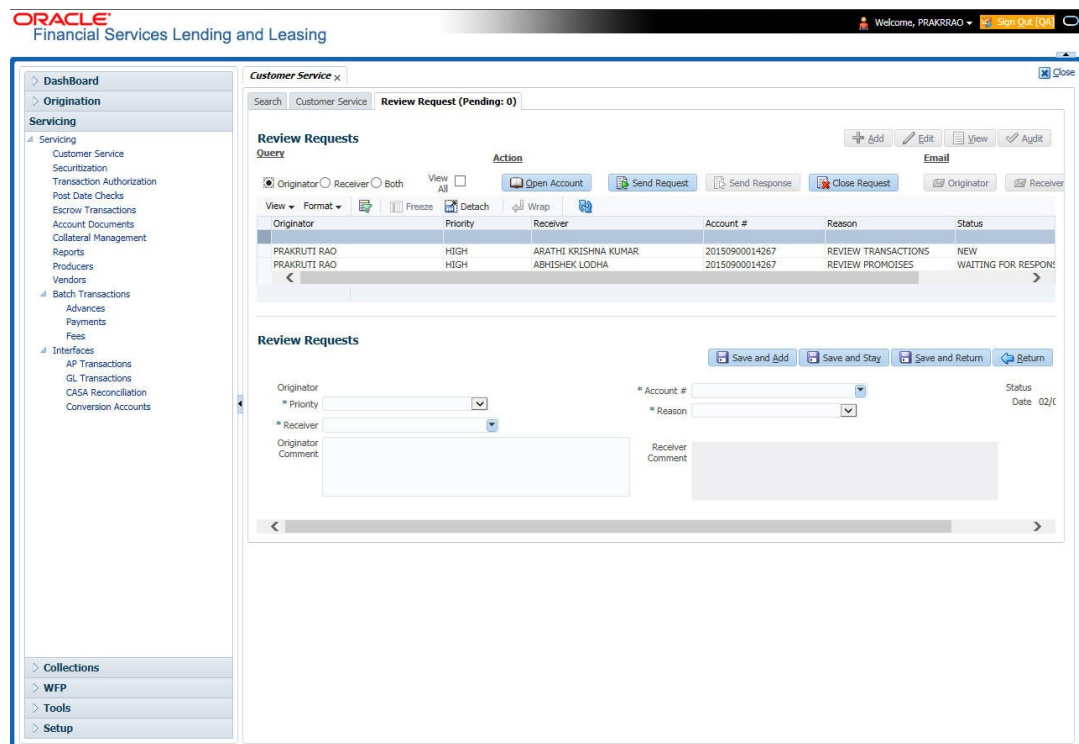 ORACLE
Financial Services Lending and Leasing
Welcome, PRAKRRAO Sign Out [QA]
Close
DashBoard
Origination
Servicing
Servicing
Customer Service
Securitization
Transaction Authorization
Post Date Checks
Escrow Transactions
Account Documents
Collateral Management
Reports
Producers
Vendors
Batch Transactions
Advances
Payments
Fees
Interfaces
AP Transactions
GL Transactions
CASA Reconciliation
Conversion Accounts
Collections
WFP
Tools
Setup
Customer Service x
Search Customer Service Review Request (Pending: 0)
Review Requests
Add Edit View Audit
Query Action Email
Originator Receiver Both View All Open Account Send Request Send Response Close Request Originator Receiver
View Format Freeze Detach Wrap
Originator Priority Receiver Account # Reason Status
PRAKRUTI RAO HIGH ARATHI KRISHNA KUMAR 20150900014267 REVIEW TRANSACTIONS NEW
PRAKRUTI RAO HIGH ABHISHEK LODHA 20150900014267 REVIEW PROMOISES WAITING FOR RESPONS
Review Requests
Save and Add Save and Stay Save and Return Return
Originator * Account # Status
* Priority * Reason Date 02/0
* Receiver
Originator Comment Receiver Comment